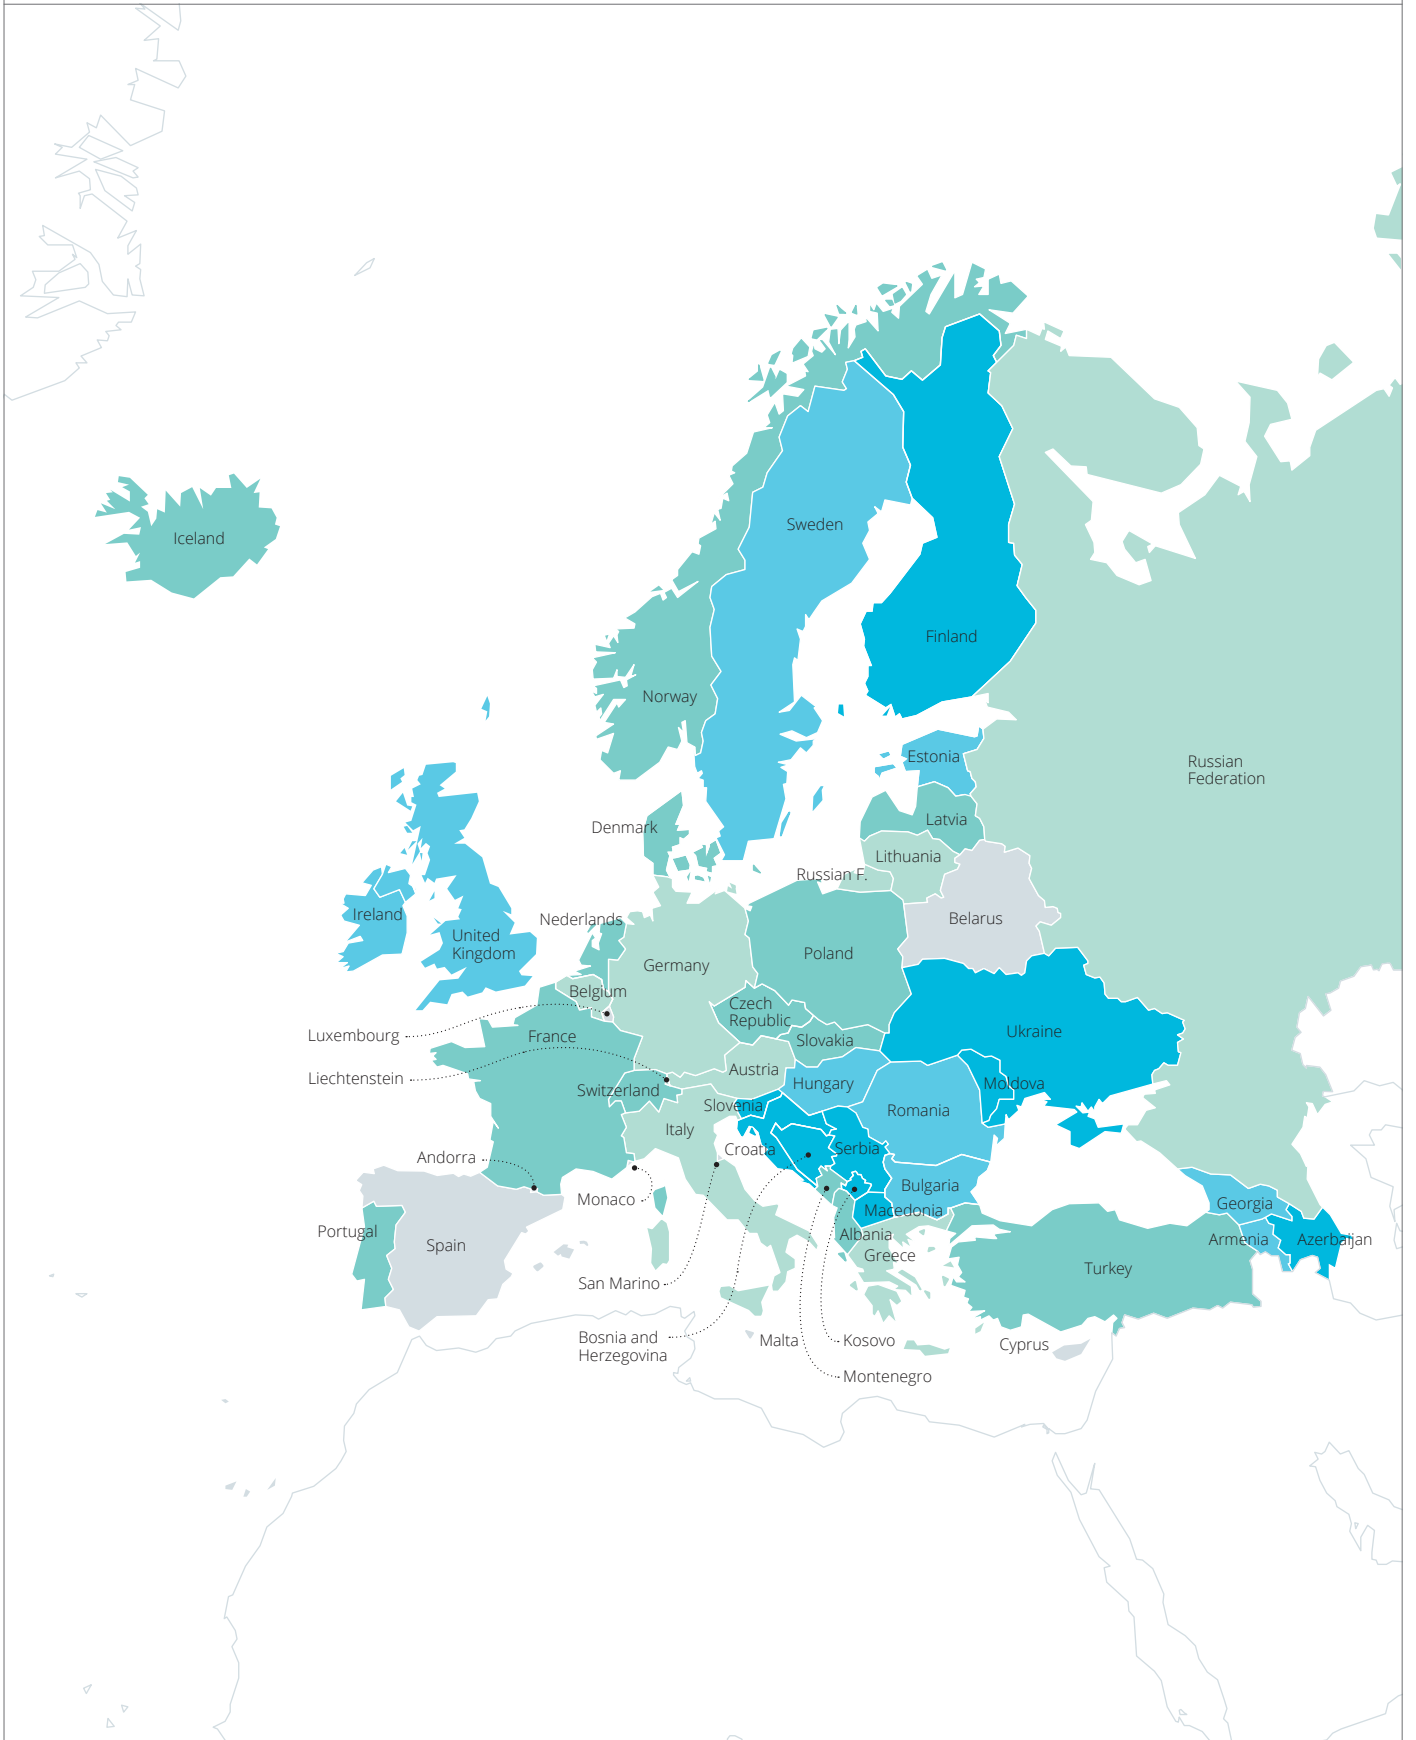 Iceland
Sweden
Finland
Norway
Estonia
Russian
Federation
Latvia
Denmark
Lithuania
Russian F.
Ireland
Nederlands
Belarus
United
Kingdom
Poland
Germany
Belgium
Czech
Republic
Luxembourg
France
Ukraine
Slovakia
Liechtenstein
Austria
Switzerland
Hungary
Moldova
Slovenia
Romania
Italy
Croatia
Serbia
Andorra
Bulgaria
Monaco
Georgia
Macedonia
Portugal
Albania
Armenia
Azerbaijan
Spain
Greece
Turkey
San Marino
Bosnia and
Herzegovina
Malta
Kosovo
Cyprus
Montenegro